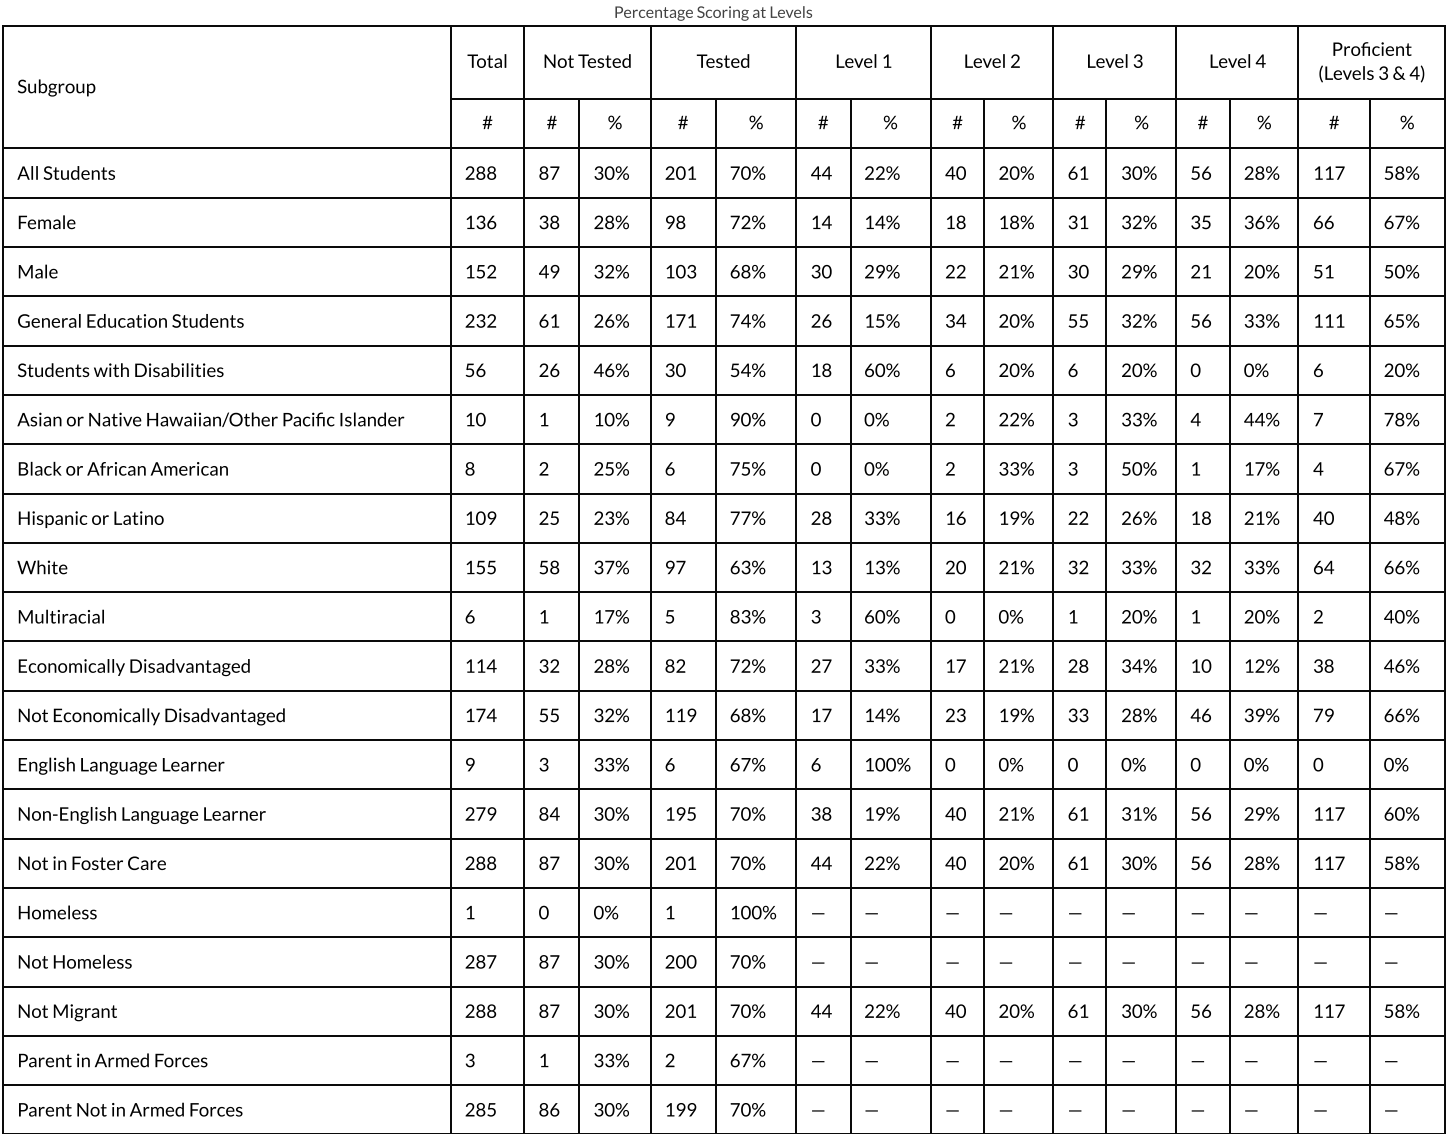 Percentage Scoring at Levels
Subgroup Total Not Tested Tested Level 1 Level 2 Level 3 Level 4 Proficient (Levels 3 & 4)
# # % # % # % # % # % # % # %
All Students 288 87 30% 201 70% 44 22% 40 20% 61 30% 56 28% 117 58%
Female 136 38 28% 98 72% 14 14% 18 18% 31 32% 35 36% 66 67%
Male 152 49 32% 103 68% 30 29% 22 21% 30 29% 21 20% 51 50%
General Education Students 232 61 26% 171 74% 26 15% 34 20% 55 32% 56 33% 111 65%
Students with Disabilities 56 26 46% 30 54% 18 60% 6 20% 6 20% 0 0% 6 20%
Asian or Native Hawaiian/Other Pacific Islander 10 1 10% 9 90% 0 0% 2 22% 3 33% 4 44% 7 78%
Black or African American 8 2 25% 6 75% 0 0% 2 33% 3 50% 1 17% 4 67%
Hispanic or Latino 109 25 23% 84 77% 28 33% 16 19% 22 26% 18 21% 40 48%
White 155 58 37% 97 63% 13 13% 20 21% 32 33% 32 33% 64 66%
Multiracial 6 1 17% 5 83% 3 60% 0 0% 1 20% 1 20% 2 40%
Economically Disadvantaged 114 32 28% 82 72% 27 33% 17 21% 28 34% 10 12% 38 46%
Not Economically Disadvantaged 174 55 32% 119 68% 17 14% 23 19% 33 28% 46 39% 79 66%
English Language Learner 9 3 33% 6 67% 6 100% 0 0% 0 0% 0 0% 0 0%
Non-English Language Learner 279 84 30% 195 70% 38 19% 40 21% 61 31% 56 29% 117 60%
Not in Foster Care 288 87 30% 201 70% 44 22% 40 20% 61 30% 56 28% 117 58%
Homeless 1 0 0% 1 100% — — — — — — — — — —
Not Homeless 287 87 30% 200 70% — — — — — — — — — —
Not Migrant 288 87 30% 201 70% 44 22% 40 20% 61 30% 56 28% 117 58%
Parent in Armed Forces 3 1 33% 2 67% — — — — — — — — — —
Parent Not in Armed Forces 285 86 30% 199 70% — — — — — — — — — —